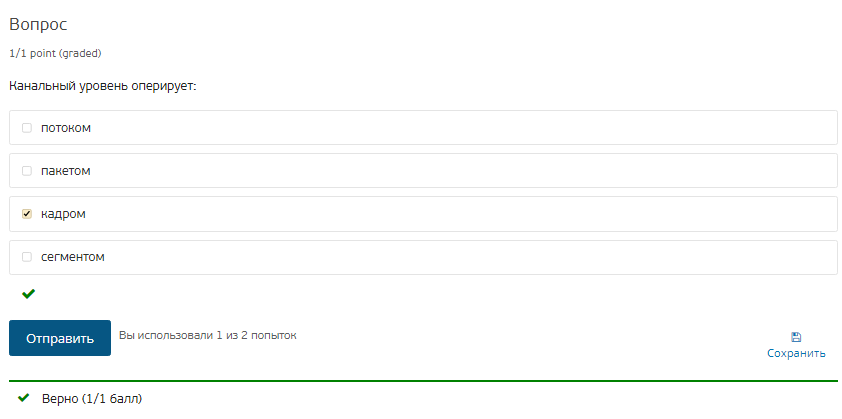 Вопрос
1/1 point (graded)
Канальный уровень оперирует:
потоком
пакетом
кадром
сегментом
Отправить
Вы использовали 1 из 2 попыток
Сохранить
Верно (1/1 балл)